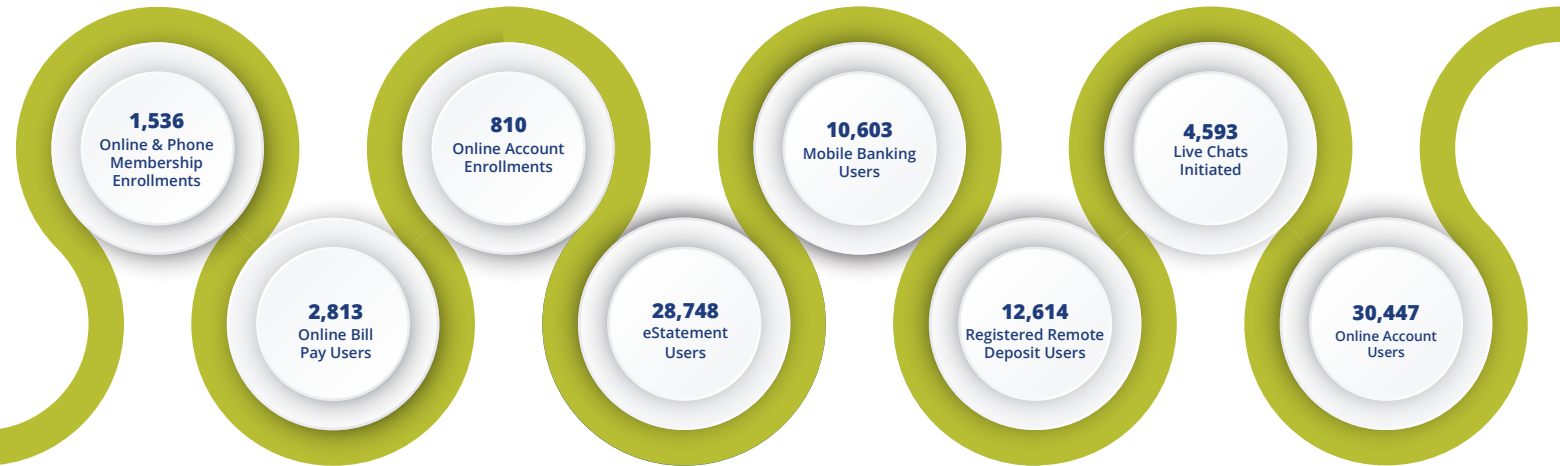 1,536
Online & Phone
Membership
Enrollments
2,813
Online Bill
Pay Users
810
Online Account
Enrollments
28,748
eStatement
Users
10,603
Mobile Banking
Users
12,614
Registered Remote
Deposit Users
4,593
Live Chats
Initiated
30,447
Online Account
Users